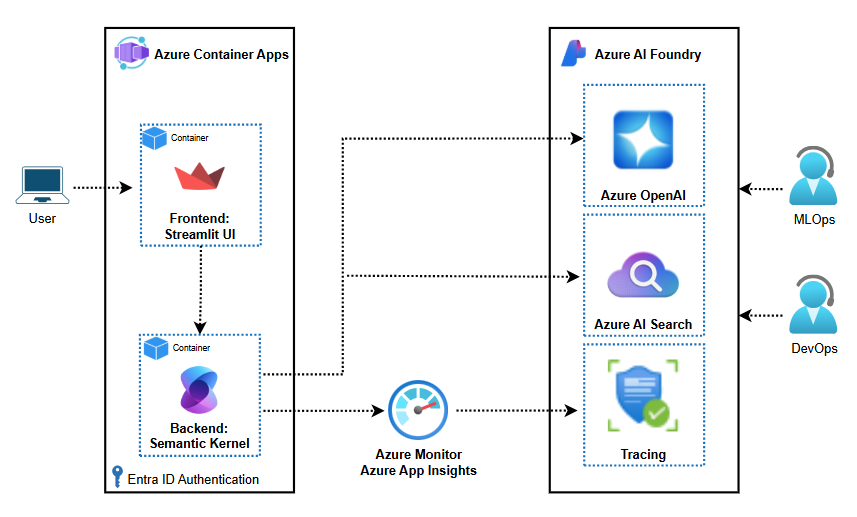 Azure Container Apps
Container
Frontend:
Streamlit UI
User
Container
Backend:
Semantic Kernel
Entra ID Authentication
Azure Monitor
Azure App Insights
Azure AI Foundry
Azure OpenAI
Azure AI Search
Tracing
MLOps
DevOps